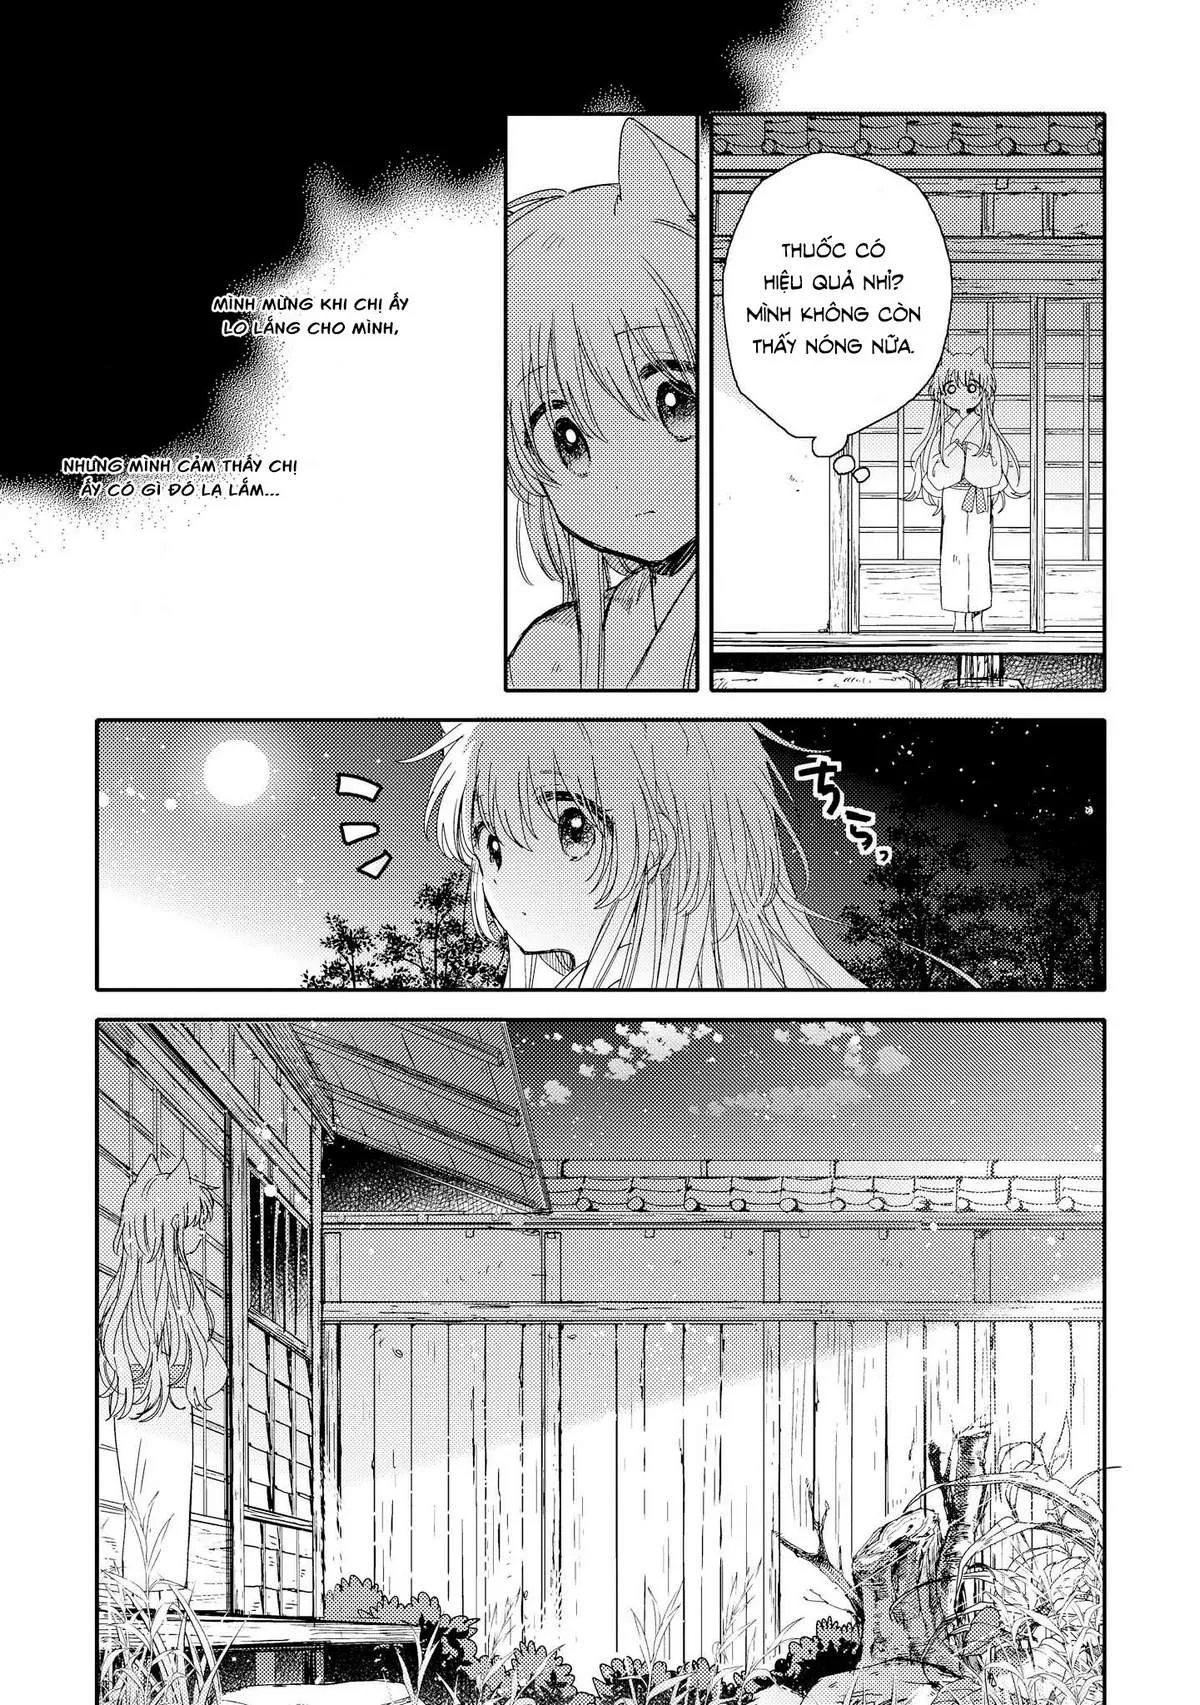 THUỐC CÓ
HIỆU QUẢ NHỈ?
MÌNH KHÔNG CÒN
THẤY NÓNG NỮA.
MÌNH MỪNG KHI CHỊ ẤY
LO LẮNG CHO MÌNH,
NHƯNG MÌNH CẢM THẤY CHỊ
ẤY CÓ GÌ ĐÓ LẠ LẮM...
ちらっ